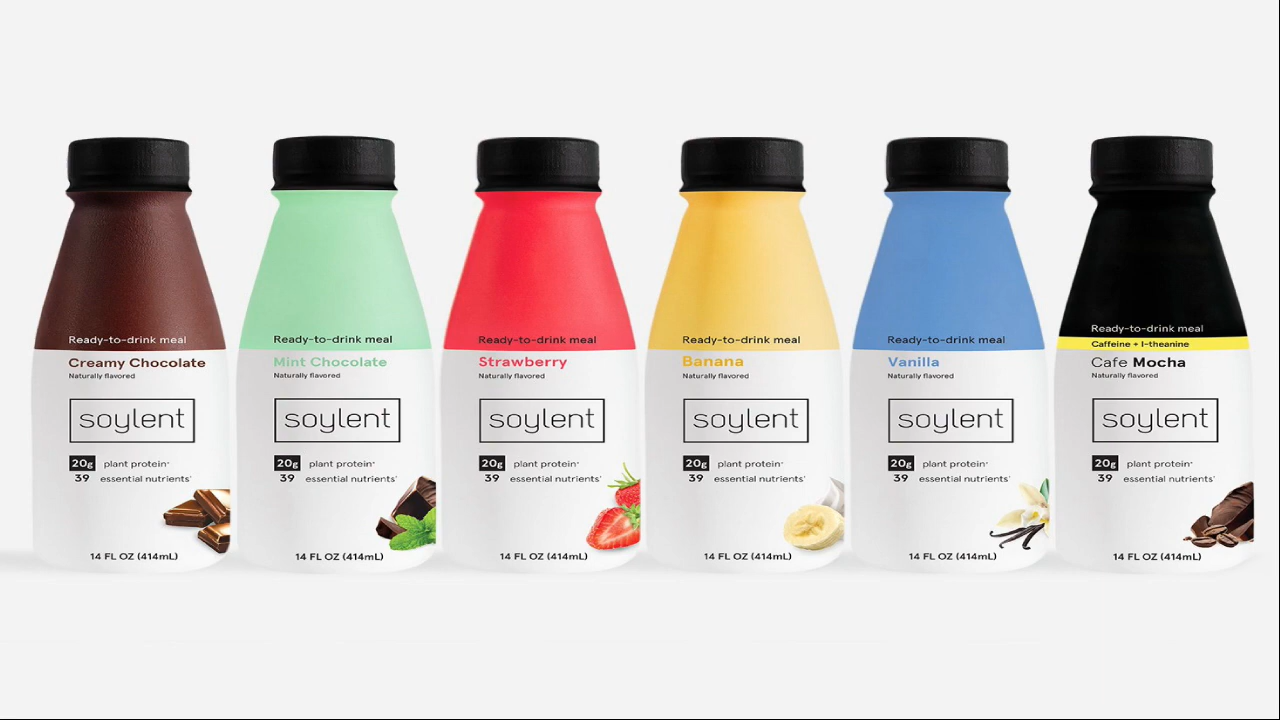 Ready-to-drink meal
Creamy Chocolate
Naturally flavored
soylent
20g plant protein*
39 essential nutrients*
14 FL OZ (414mL)
Ready-to-drink meal
Mint Chocolate
Naturally flavored
soylent
20g plant protein*
39 essential nutrients*
14 FL OZ (414mL)
Ready-to-drink meal
Strawberry
Naturally flavored
soylent
20g plant protein*
39 essential nutrients*
14 FL OZ (414mL)
Ready-to-drink meal
Banana
Naturally flavored
soylent
20g plant protein*
39 essential nutrients*
14 FL OZ (414mL)
Ready-to-drink meal
Vanilla
Naturally flavored
soylent
20g plant protein*
39 essential nutrients*
14 FL OZ (414mL)
Ready-to-drink meal
Caffeine + l-theanine
Cafe Mocha
Naturally flavored
soylent
20g plant protein*
39 essential nutrients*
14 FL OZ (414mL)